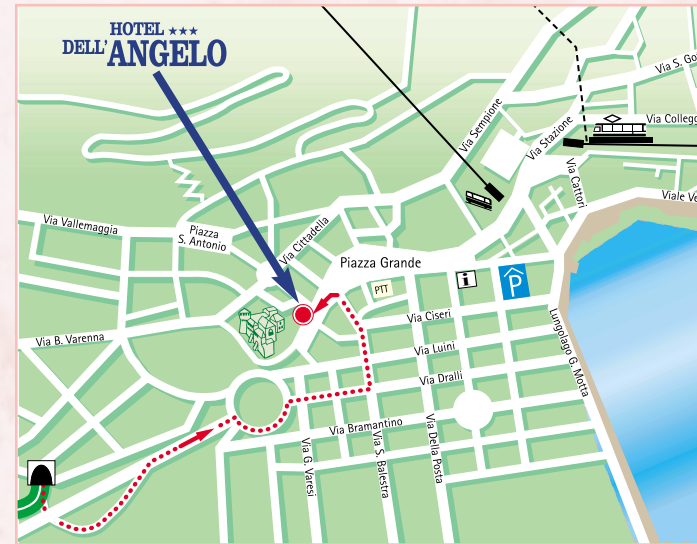 HOTEL ★★★
DELL'ANGELO
Via S. Go
Via Collegg
Via Sempione
Via Stazione
Via Cattori
Viale Ve
Via Vallemaggia
Piazza
S. Antonio
Via Cittadella
Piazza Grande
PTT
i
P
Via Ciseri
Via B. Varenna
Via Luini
Lungolago G. Motta
Via Dralli
Via Bramantino
Via G. Varesi
Via S. Balestra
Via Della Posta